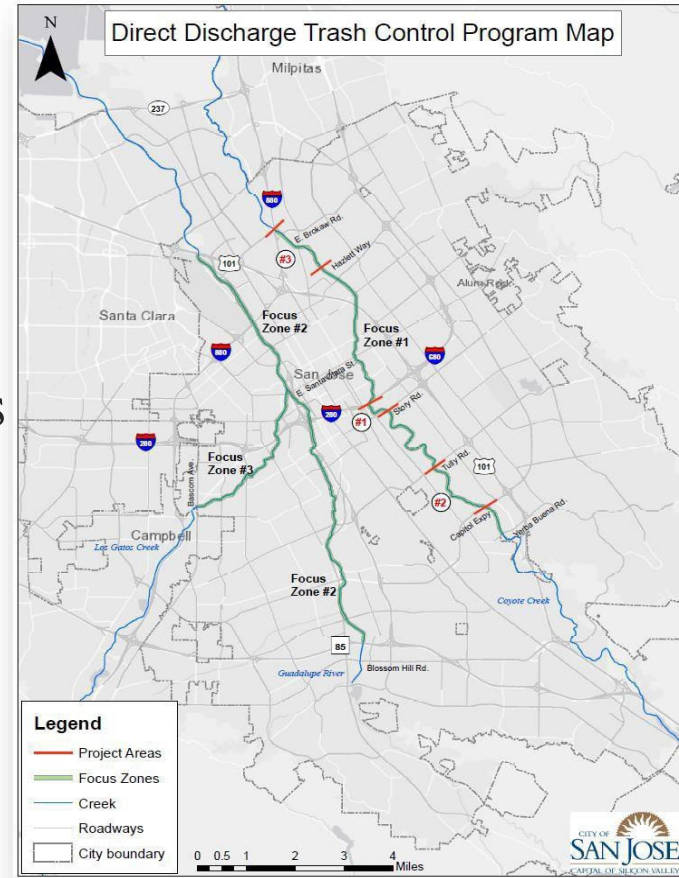 Direct Discharge Trash Control Program Map
N
Milpitas
237
880
E. Brokaw Rd.
#3
Hazlett Way
101
Alum Rock
Santa Clara
Focus
Zone #2
Focus
Zone #1
880
680
San Jose
E. Santa Clara St.
280
Story Rd.
#1
280
S
Bascom Ave.
Focus
Zone #3
Tully Rd.
101
#2
Capitol Expy
Yerba Buena Rd.
Campbell
Los Gatos Creek
Focus
Zone #2
Coyote Creek
85
Blossom Hill Rd.
Guadalupe River
Legend
Project Areas
Focus Zones
Creek
Roadways
City boundary
0 0.5 1 2 3 4
Miles
CITY OF
SAN JOSE
CAPITAL OF SILICON VALLEY